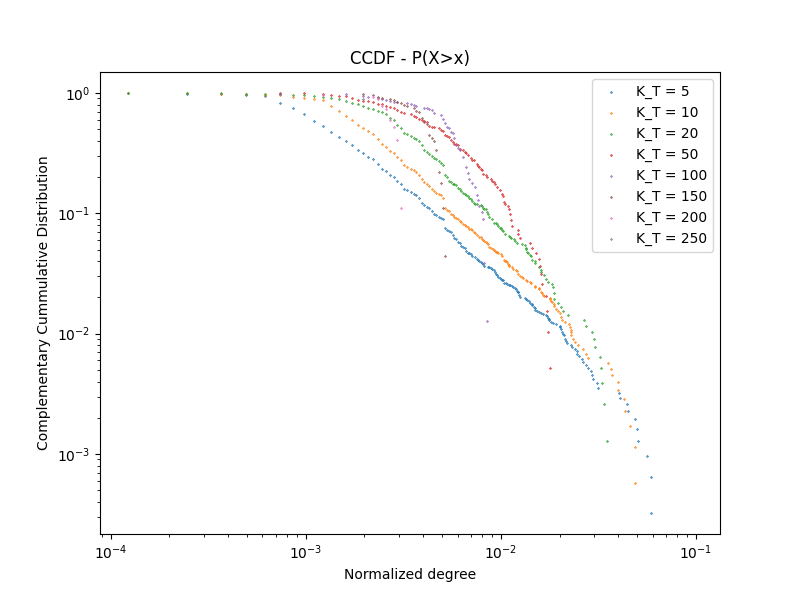 CCDF - P(X>x)
K_T = 5
K_T = 10
K_T = 20
K_T = 50
K_T = 100
K_T = 150
K_T = 200
K_T = 250
Complementary Cummulative Distribution
10⁰
10⁻¹
10⁻²
10⁻³
10⁻⁴
10⁻³
10⁻²
10⁻¹
Normalized degree